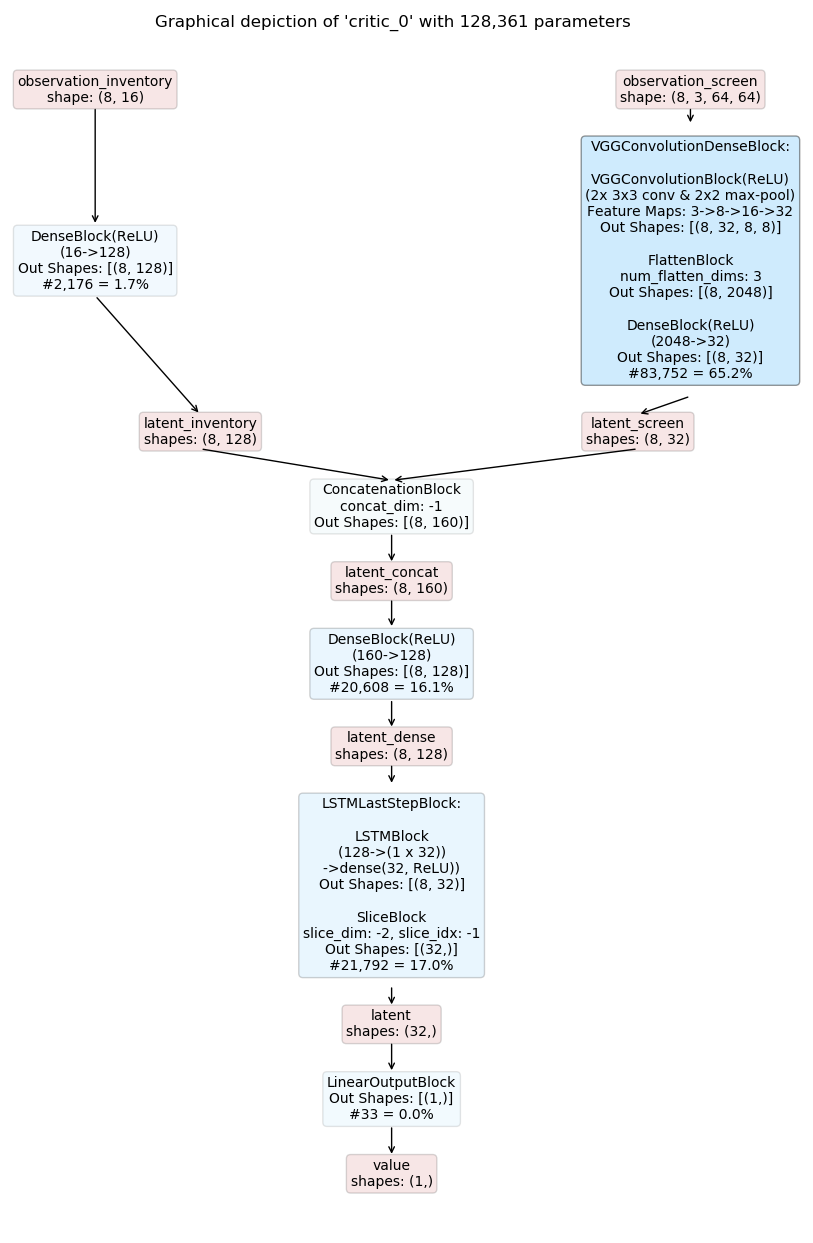 Graphical depiction of 'critic_0' with 128,361 parameters
observation_inventory
shape: (8, 16)
observation_screen
shape: (8, 3, 64, 64)
VGGConvolutionDenseBlock:
VGGConvolutionBlock(ReLU)
(2x 3x3 conv & 2x2 max-pool)
Feature Maps: 3->8->16->32
Out Shapes: [(8, 32, 8, 8)]
FlattenBlock
num_flatten_dims: 3
Out Shapes: [(8, 2048)]
DenseBlock(ReLU)
(2048->32)
Out Shapes: [(8, 32)]
#83,752 = 65.2%
DenseBlock(ReLU)
(16->128)
Out Shapes: [(8, 128)]
#2,176 = 1.7%
latent_inventory
shapes: (8, 128)
latent_screen
shapes: (8, 32)
ConcatenationBlock
concat_dim: -1
Out Shapes: [(8, 160)]
latent_concat
shapes: (8, 160)
DenseBlock(ReLU)
(160->128)
Out Shapes: [(8, 128)]
#20,608 = 16.1%
latent_dense
shapes: (8, 128)
LSTMLastStepBlock:
LSTMBlock
(128->(1 x 32))
->dense(32, ReLU))
Out Shapes: [(8, 32)]
SliceBlock
slice_dim: -2, slice_idx: -1
Out Shapes: [(32,)]
#21,792 = 17.0%
latent
shapes: (32,)
LinearOutputBlock
Out Shapes: [(1,)]
#33 = 0.0%
value
shapes: (1,)